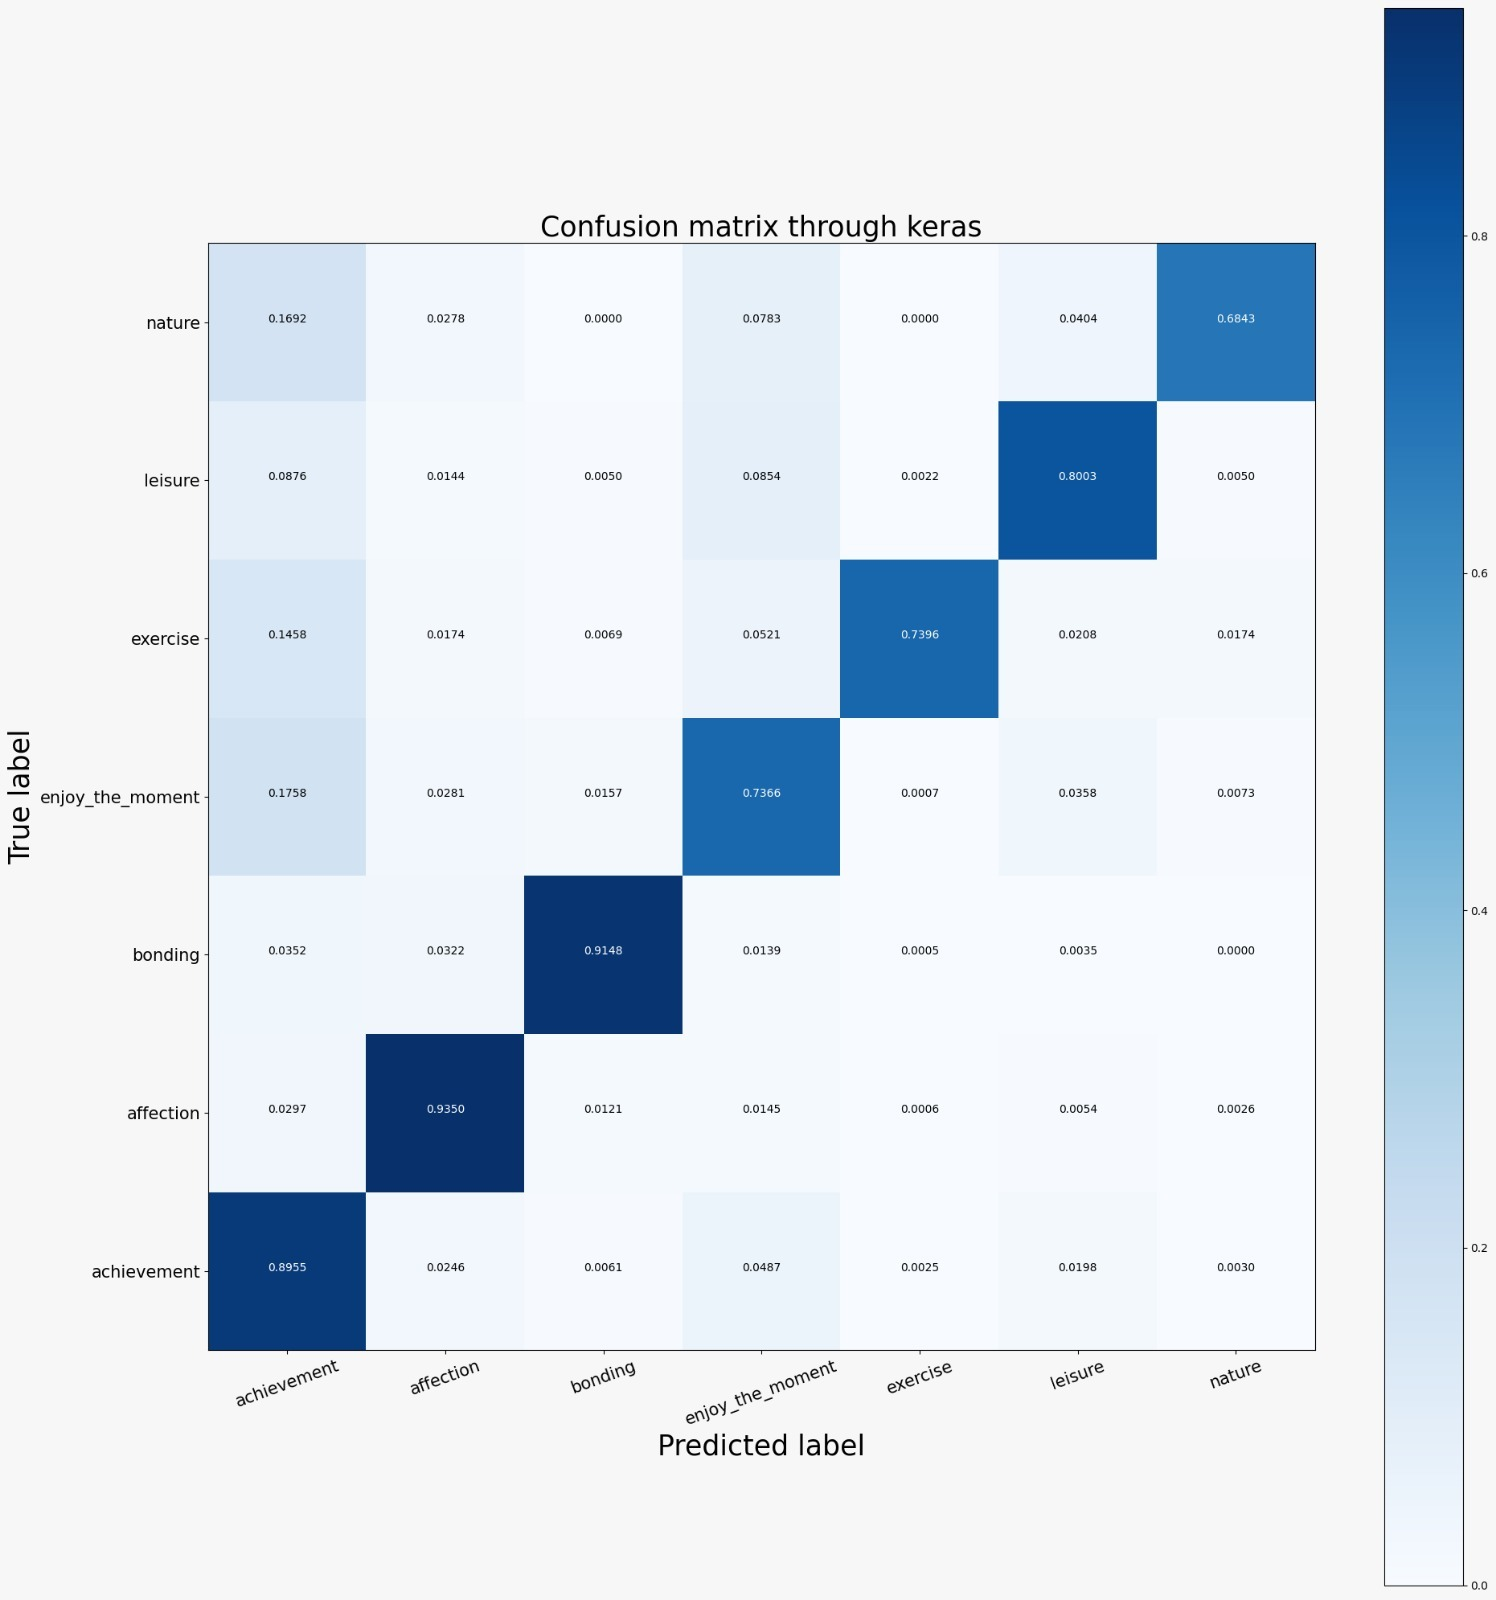 Confusion matrix through keras
nature 0.1692 0.0278 0.0000 0.0783 0.0000 0.0404 0.6843
leisure 0.0876 0.0144 0.0050 0.0854 0.0022 0.8003 0.0050
exercise 0.1458 0.0174 0.0069 0.0521 0.7396 0.0208 0.0174
enjoy_the_moment 0.1758 0.0281 0.0157 0.7366 0.0007 0.0358 0.0073
bonding 0.0352 0.0322 0.9148 0.0139 0.0005 0.0035 0.0000
affection 0.0297 0.9350 0.0121 0.0145 0.0006 0.0054 0.0026
achievement 0.8955 0.0246 0.0061 0.0487 0.0025 0.0198 0.0030
True label
achievement affection bonding enjoy_the_moment exercise leisure nature
Predicted label
0.8
0.6
0.4
0.2
0.0